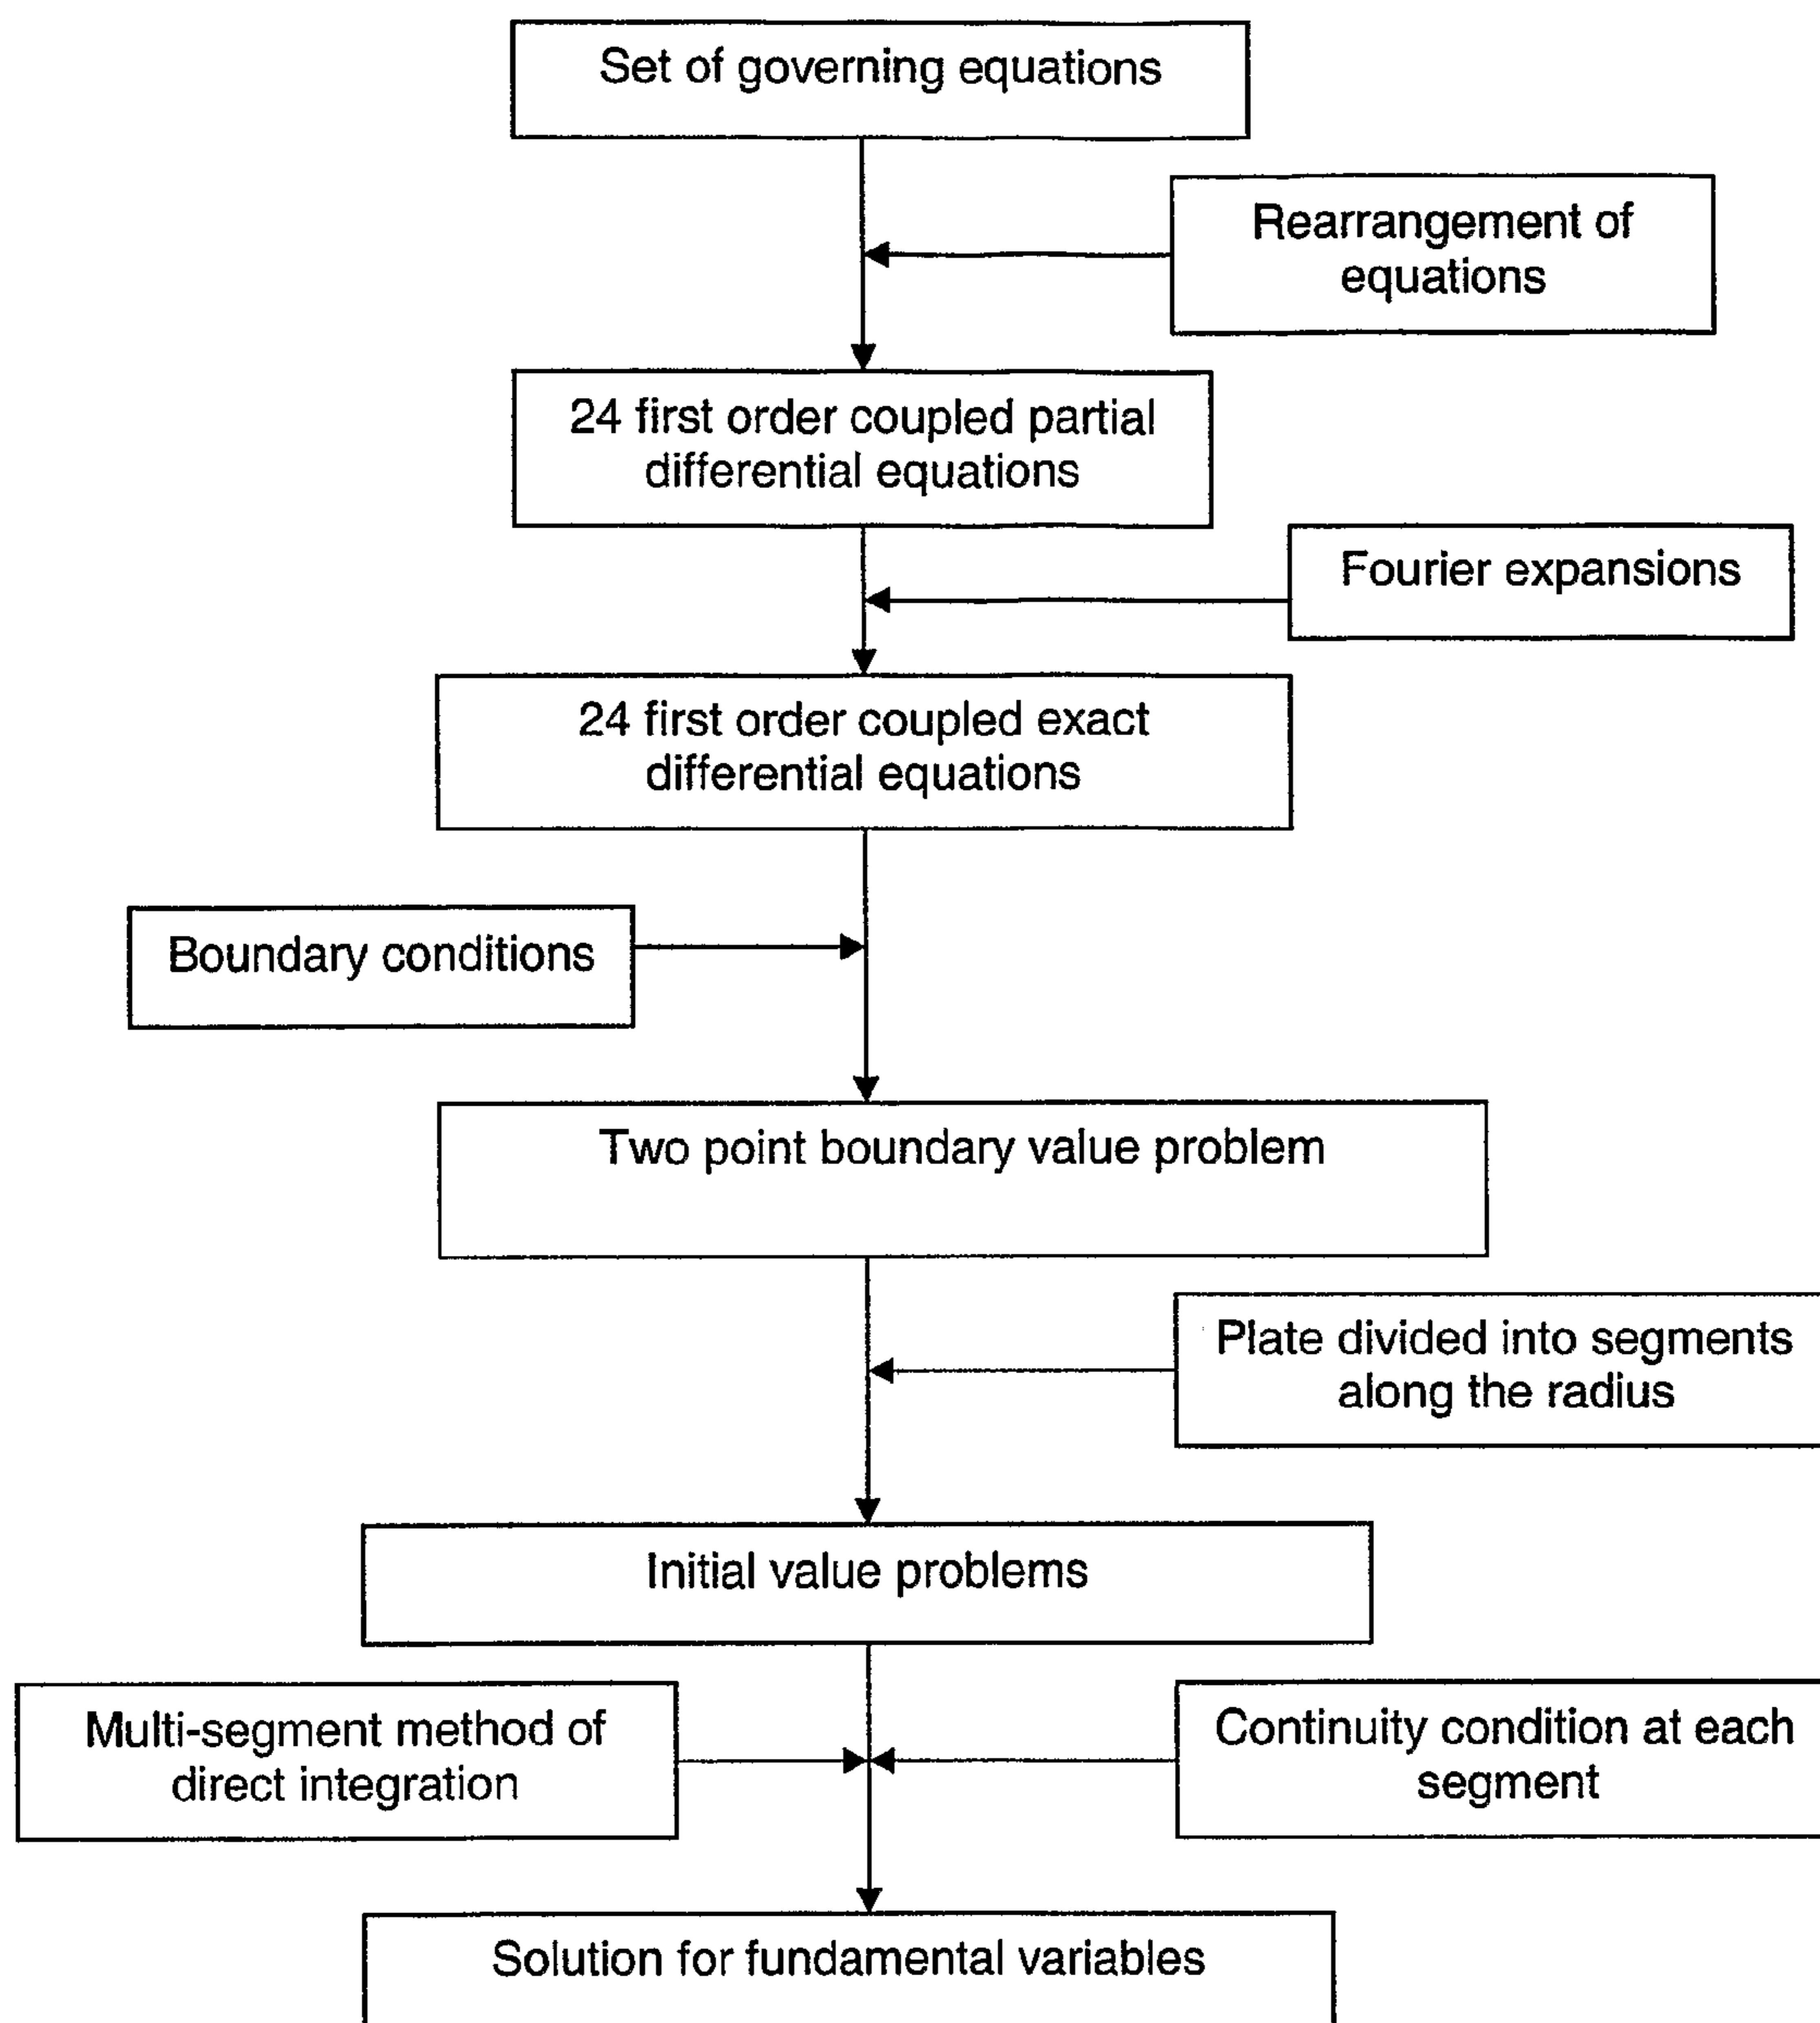 Set of governing equations
Rearrangement of
equations
24 first order coupled partial
differential equations
Fourier expansions
24 first order coupled exact
differential equations
Boundary conditions
Two point boundary value problem
Plate divided into segments
along the radius
Initial value problems
Multi-segment method of
direct integration
Continuity condition at each
segment
Solution for fundamental variables